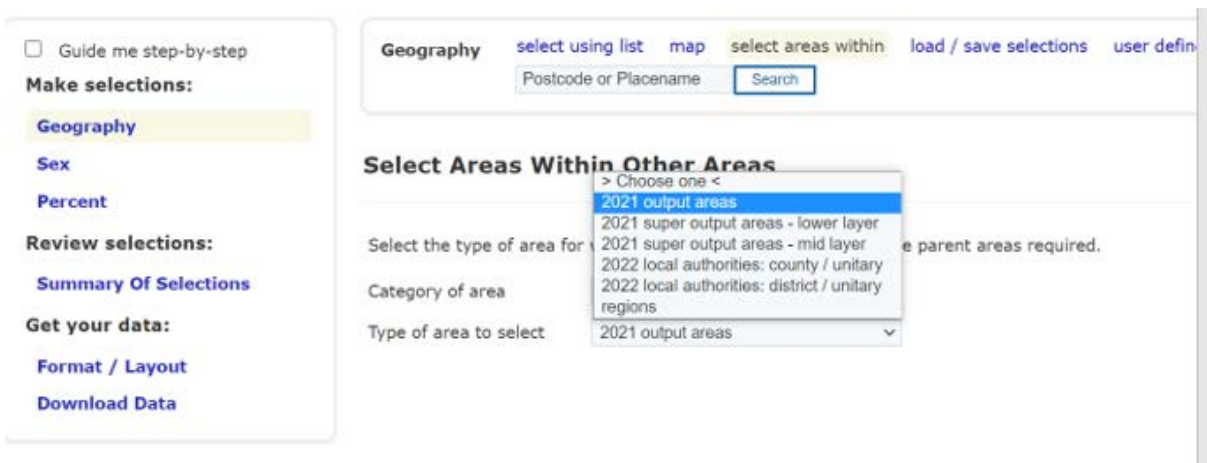 Guide me step-by-step
Make selections:
Geography
Sex
Percent
Review selections:
Summary Of Selections
Get your data:
Format / Layout
Download Data
Geography select using list map select areas within load / save selections user defin
Postcode or Placename Search
Select Areas Within Other Areas
> Choose one <
2021 output areas
2021 super output areas - lower layer
2021 super output areas - mid layer
2022 local authorities: county / unitary
2022 local authorities: district / unitary
regions
Select the type of area for e parent areas required.
Category of area
Type of area to select 2021 output areas